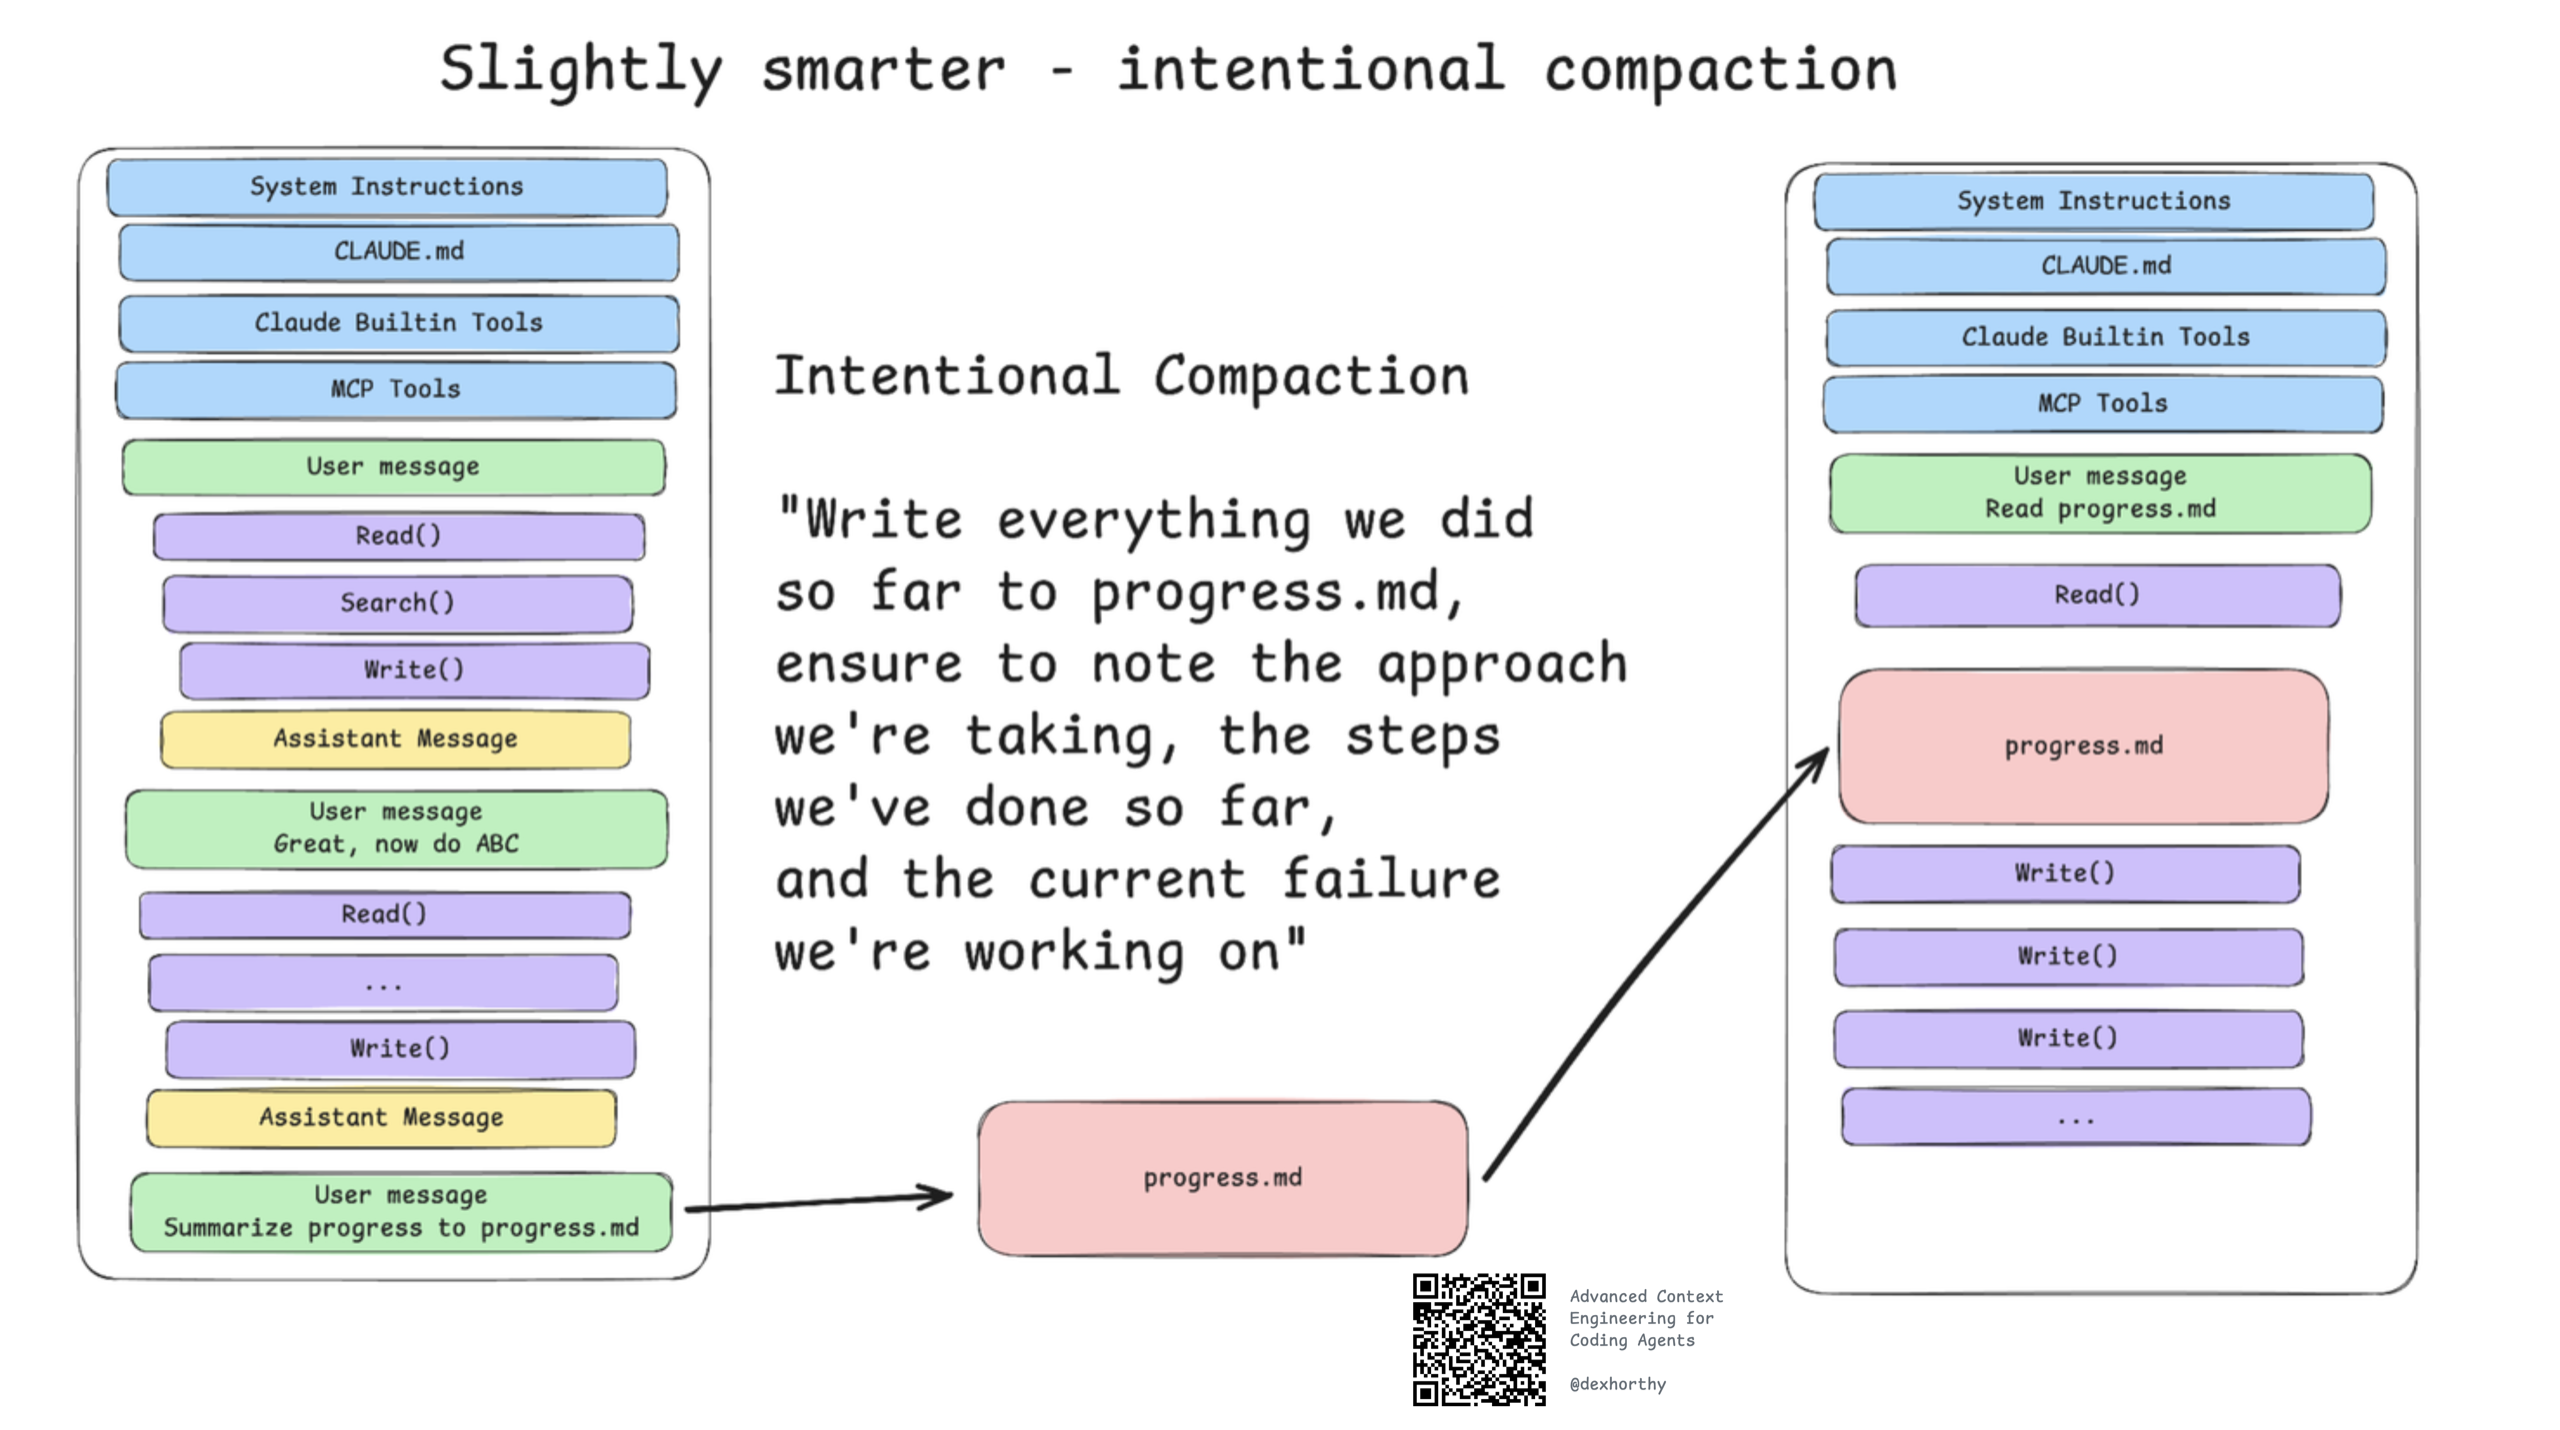 Slightly smarter - intentional compaction
System Instructions
CLAUDE.md
Claude Builtin Tools
MCP Tools
User message
Read()
Search()
Write()
Assistant Message
User message
Great, now do ABC
Read()
...
Write()
Assistant Message
User message
Summarize progress to progress.md
Intentional Compaction
"Write everything we did
so far to progress.md,
ensure to note the approach
we're taking, the steps
we've done so far,
and the current failure
we're working on"
progress.md
System Instructions
CLAUDE.md
Claude Builtin Tools
MCP Tools
User message
Read progress.md
Read()
progress.md
Write()
Write()
Write()
...
Advanced Context
Engineering for
Coding Agents
@dexhorthy